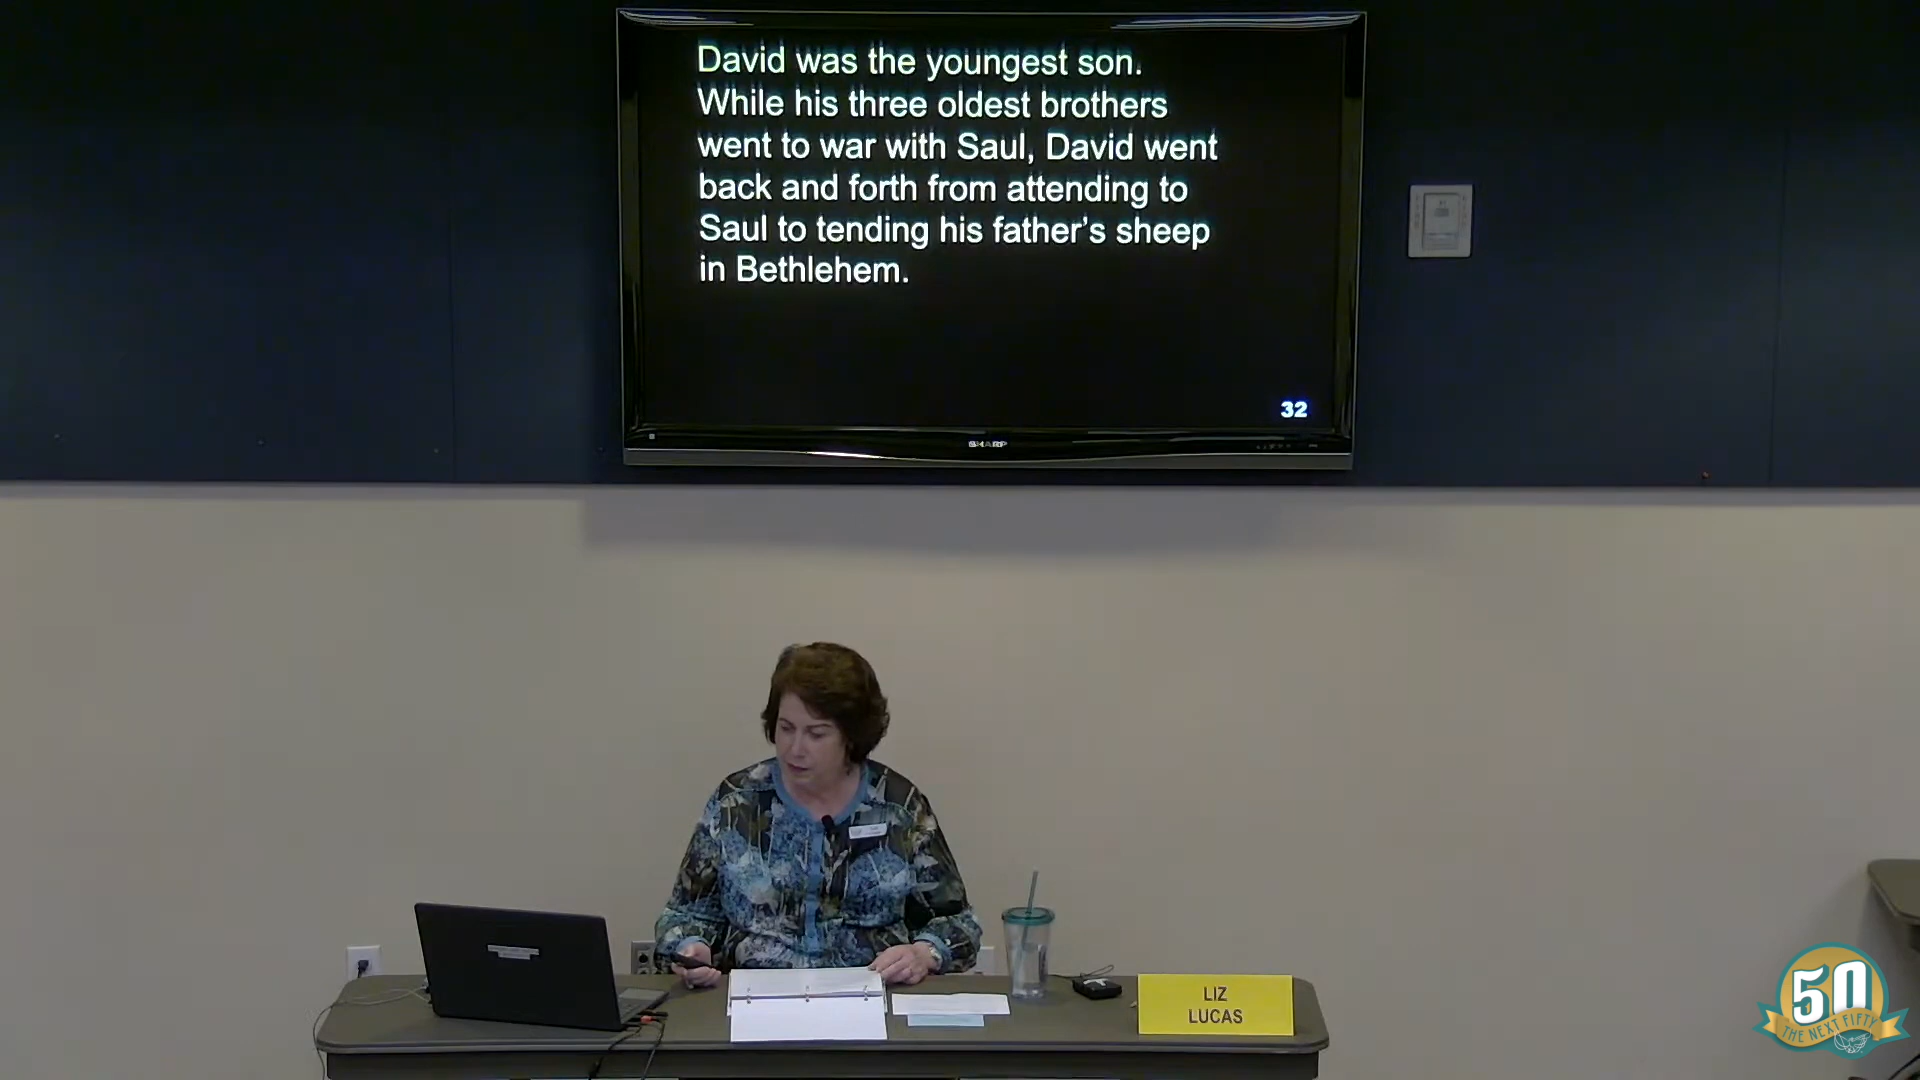 David was the youngest son.
While his three oldest brothers
went to war with Saul, David went
back and forth from attending to
Saul to tending his father’s sheep
in Bethlehem.
32
SHARP
LIZ
LUCAS
50
THE NEXT FIFTY